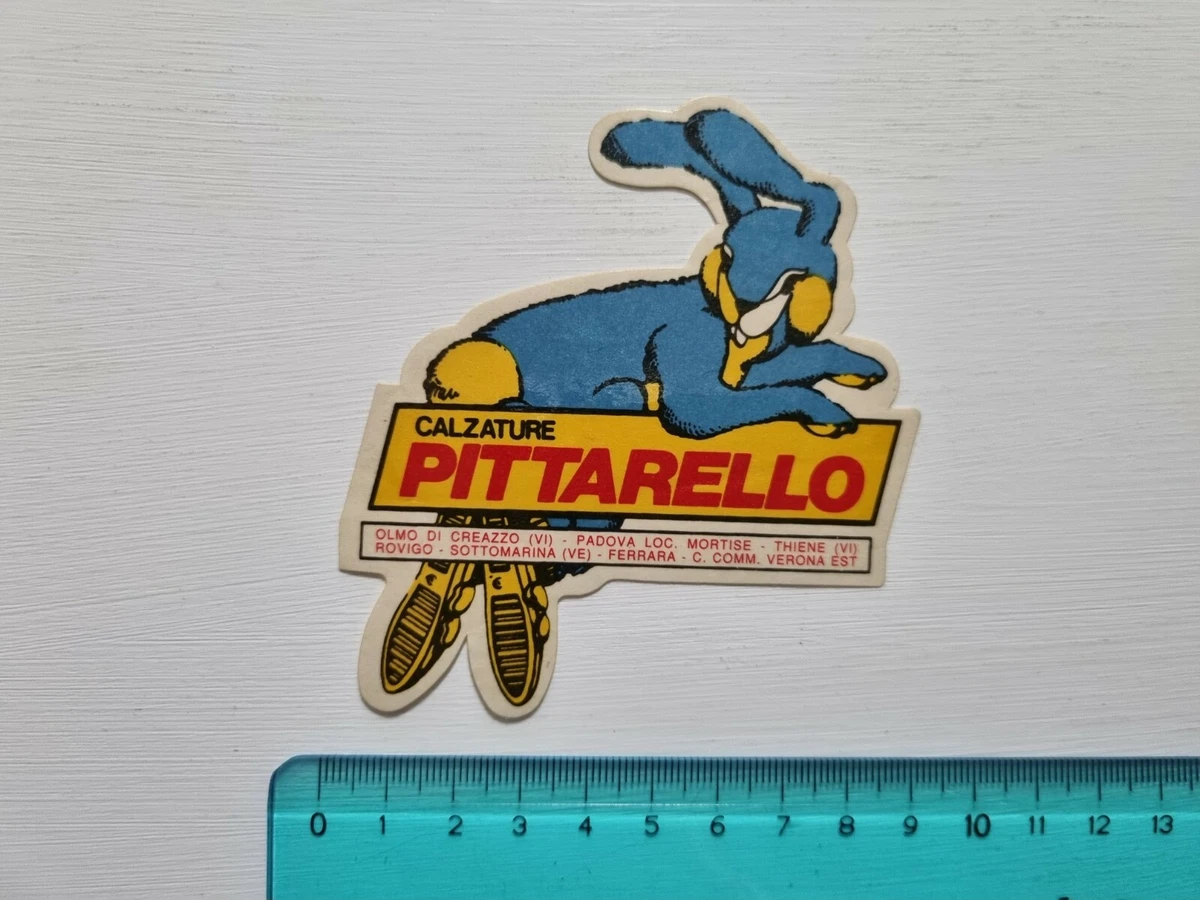 CALZATURE
PITTARELLO
OLMO DI CREAZZO (VI) - PADOVA LOC. MORTISE - THIENE (VI)
ROVIGO - SOTTOMARINA (VE) - FERRARA - C. COMM. VERONA EST
0 1 2 3 4 5 6 7 8 9 10 11 12 13